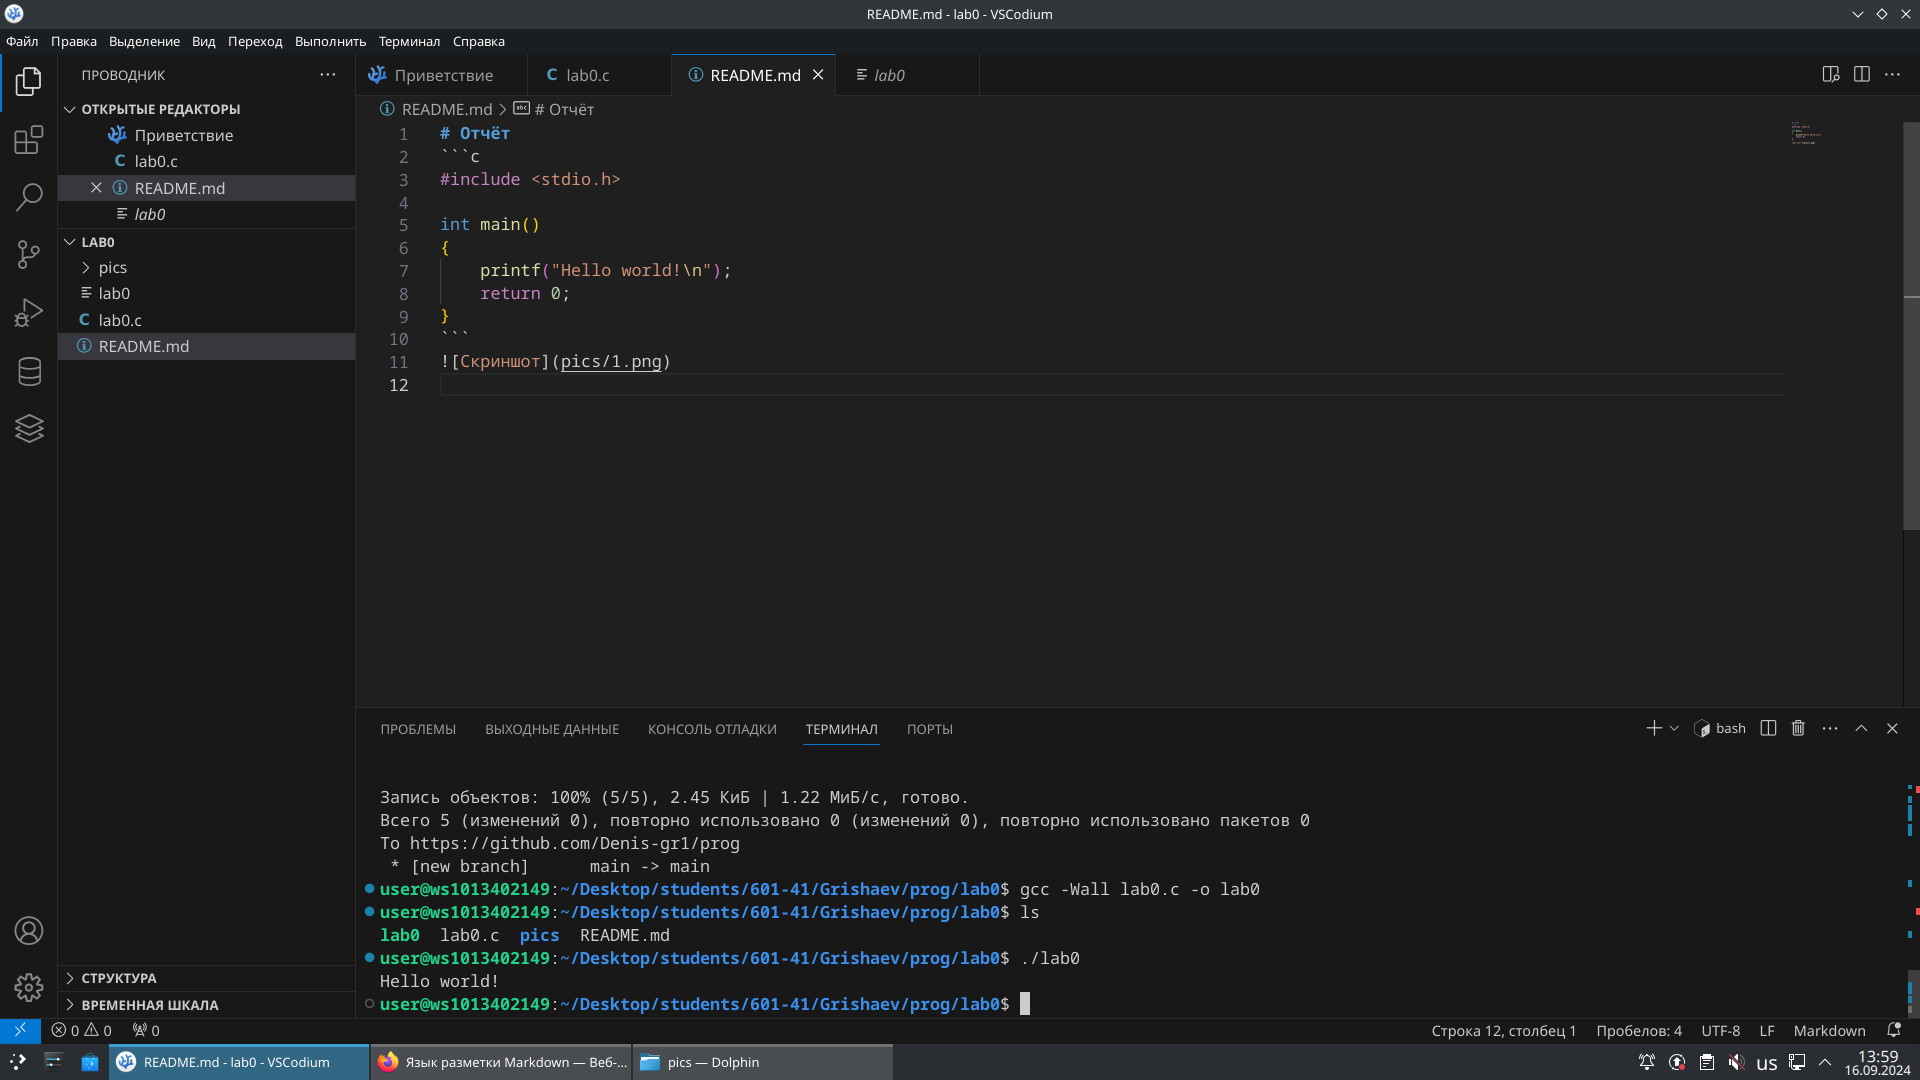 README.md - lab0 - VSCodium
Файл Правка Выделение Вид Переход Выполнить Терминал Справка
ПРОВОДНИК
Приветствие
lab0.c
README.md
lab0
ОТКРЫТЫЕ РЕДАКТОРЫ
Приветствие
lab0.c
README.md
lab0
LAB0
pics
lab0
lab0.c
README.md
СТРУКТУРА
ВРЕМЕННАЯ ШКАЛА
README.md > # Отчёт
1 # Отчёт
2 ```c
3 #include <stdio.h>
4
5 int main()
6 {
7 printf("Hello world!\n");
8 return 0;
9 }
10 ```
11 ![Скриншот](pics/1.png)
12
ПРОБЛЕМЫ ВЫХОДНЫЕ ДАННЫЕ КОНСОЛЬ ОТЛАДКИ ТЕРМИНАЛ ПОРТЫ
bash
Запись объектов: 100% (5/5), 2.45 КиБ | 1.22 МиБ/с, готово.
Всего 5 (изменений 0), повторно использовано 0 (изменений 0), повторно использовано пакетов 0
To https://github.com/Denis-gr1/prog
* [new branch] main -> main
user@ws1013402149:~/Desktop/students/601-41/Grishaev/prog/lab0$ gcc -Wall lab0.c -o lab0
user@ws1013402149:~/Desktop/students/601-41/Grishaev/prog/lab0$ ls
lab0 lab0.c pics README.md
user@ws1013402149:~/Desktop/students/601-41/Grishaev/prog/lab0$ ./lab0
Hello world!
user@ws1013402149:~/Desktop/students/601-41/Grishaev/prog/lab0$
0 0 0
Строка 12, столбец 1 Пробелов: 4 UTF-8 LF Markdown
README.md - lab0 - VSCodium
Язык разметки Markdown — Веб-...
pics — Dolphin
us
13:59
16.09.2024